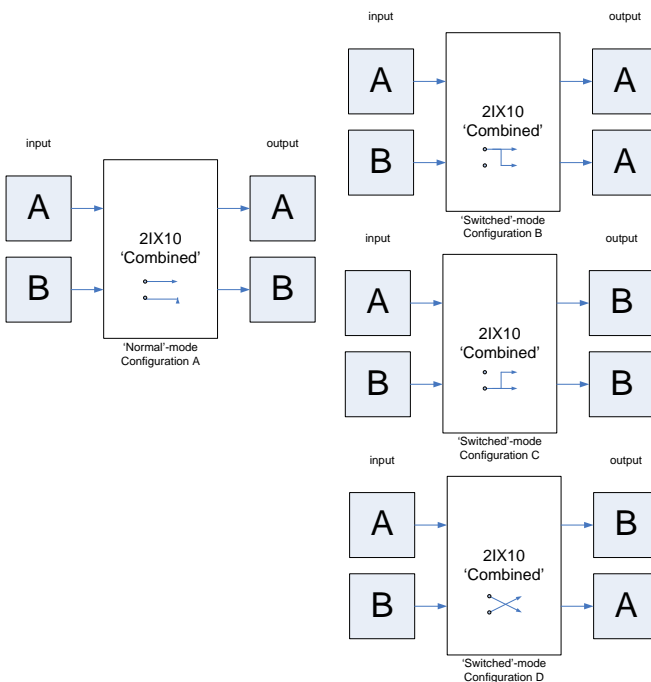 input
output
A
A
B
B
2IX10
'Combined'
'Normal'-mode
Configuration A
input
output
A
A
B
A
2IX10
‘Combined’
‘Switched’-mode
Configuration B
input
output
A
B
B
B
2IX10
‘Combined’
‘Switched’-mode
Configuration C
input
output
A
B
B
A
2IX10
‘Combined’
‘Switched’-mode
Configuration D